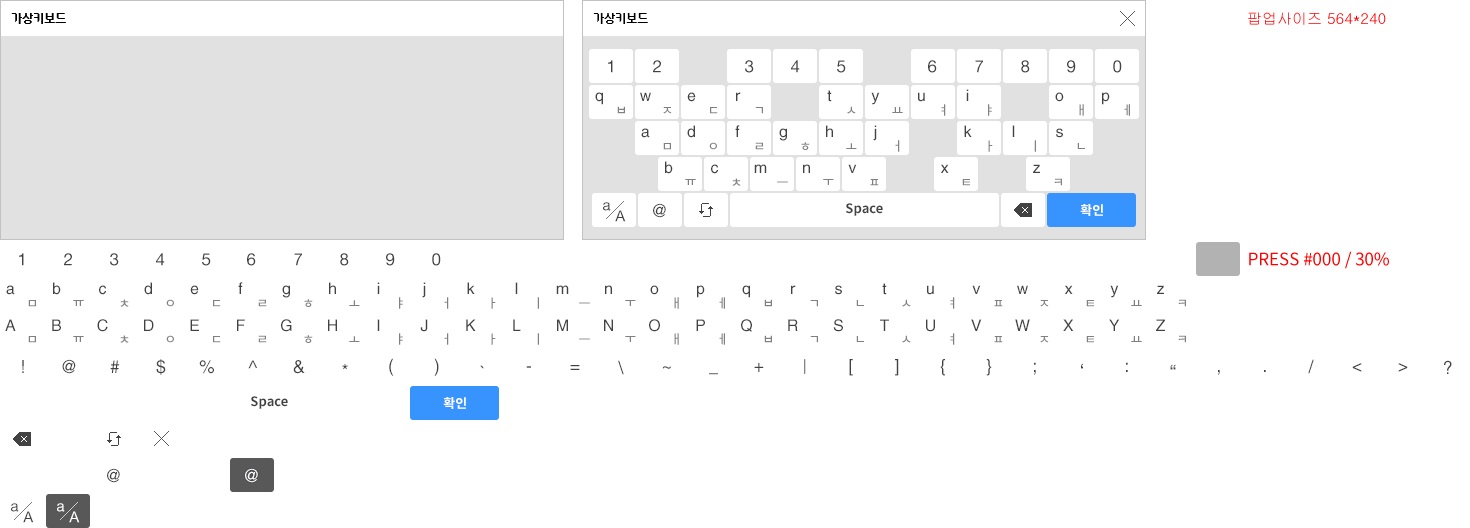 가상키보드
가상키보드
팝업사이즈 564*240
1 2 3 4 5 6 7 8 9 0
q ㅂ w ㅈ e ㄷ r ㄱ t ㅅ y ㅛ u ㅕ i ㅑ o ㅐ p ㅔ
a ㅁ d ㅇ f ㄹ g ㅎ h ㅗ j ㅓ k ㅏ l ㅣ s ㄴ
b ㅠ c ㅊ m ㅡ n ㅜ v ㅍ x ㅌ z ㅋ
a/A @ Space 확인
1 2 3 4 5 6 7 8 9 0
PRESS #000 / 30%
a ㅁ b ㅠ c ㅊ d ㅇ e ㄷ f ㄹ g ㅎ h ㅗ i ㅑ j ㅓ k ㅏ l ㅣ m ㅡ n ㅜ o ㅐ p ㅔ q ㅂ r ㄱ s ㄴ t ㅅ u ㅕ v ㅍ w ㅈ x ㅌ y ㅛ z ㅋ
A ㅁ B ㅠ C ㅊ D ㅇ E ㄷ F ㄹ G ㅎ H ㅗ I ㅑ J ㅓ K ㅏ L ㅣ M ㅡ N ㅜ O ㅐ P ㅔ Q ㅂ R ㄱ S ㄴ T ㅅ U ㅕ V ㅍ W ㅈ X ㅌ Y ㅛ Z ㅋ
! @ # $ % ^ & * ( ) ` - = \ ~ _ + | [ ] { } ; ‘ : “ , . / < > ?
Space 확인
@ @
a/A a/A